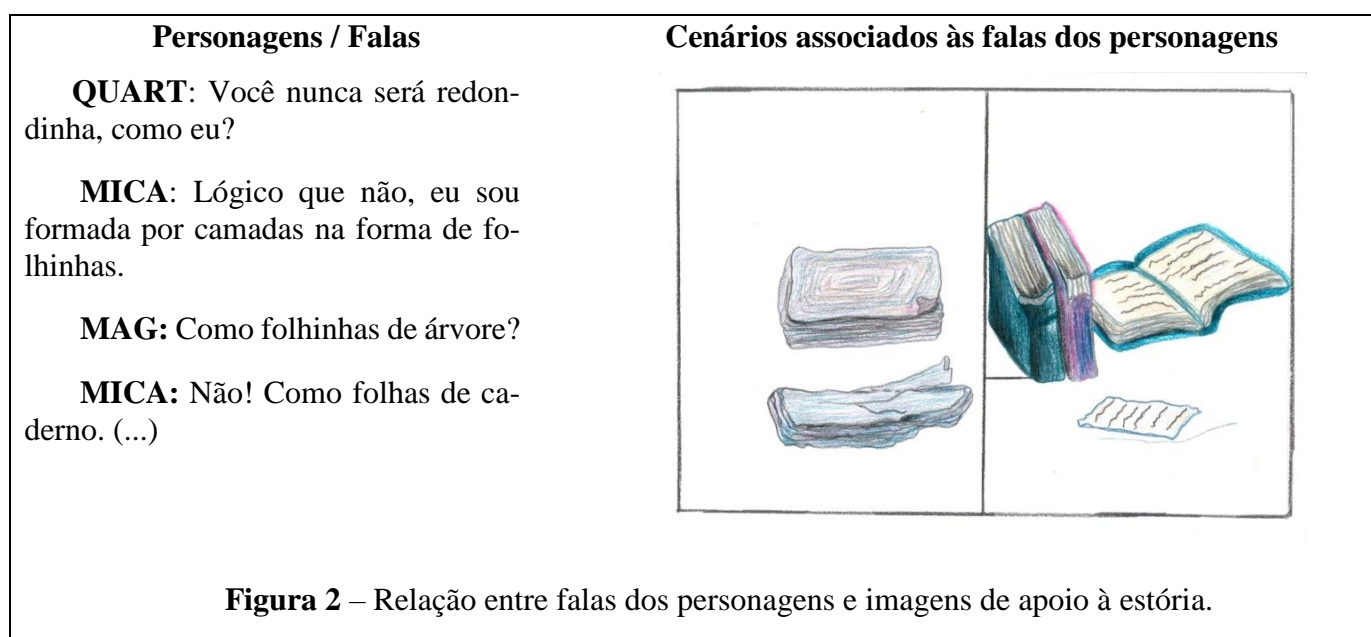 Personagens / Falas
Cenários associados às falas dos personagens
QUART: Você nunca será redon-
dinha, como eu?
MICA: Lógico que não, eu sou
formada por camadas na forma de fo-
lhinhas.
MAG: Como folhinhas de árvore?
MICA: Não! Como folhas de ca-
derno. (...)
Figura 2 – Relação entre falas dos personagens e imagens de apoio à estória.